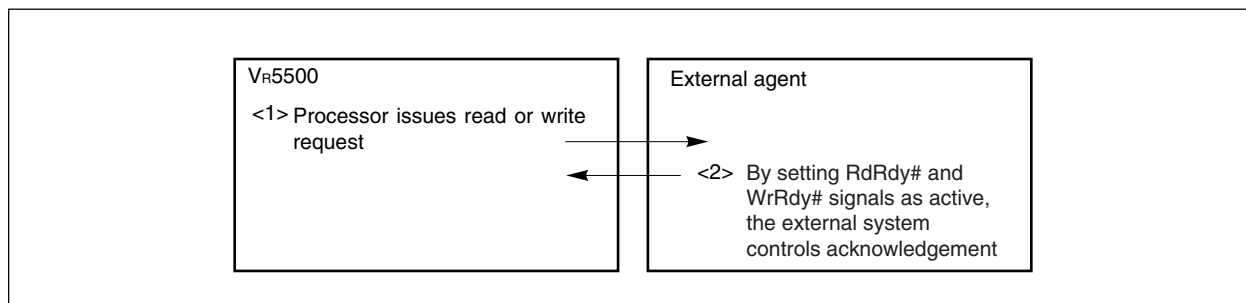 VR5500
<1> Processor issues read or write
request
External agent
<2> By setting RdRdy# and
WrRdy# signals as active,
the external system
controls acknowledgement